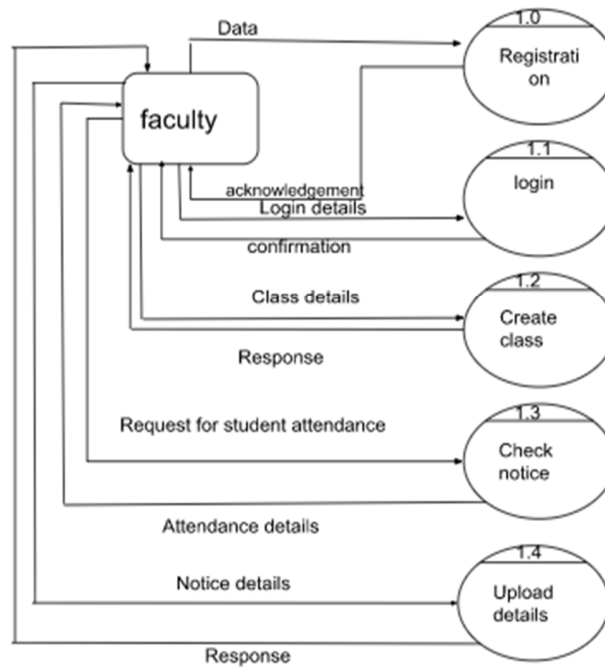 1.0
Data
Registrati
on
faculty
1.1
login
acknowledgement
Login details
confirmation
1.2
Class details
Create
class
Response
1.3
Request for student attendance
Check
notice
Attendance details
1.4
Notice details
Upload
details
Response